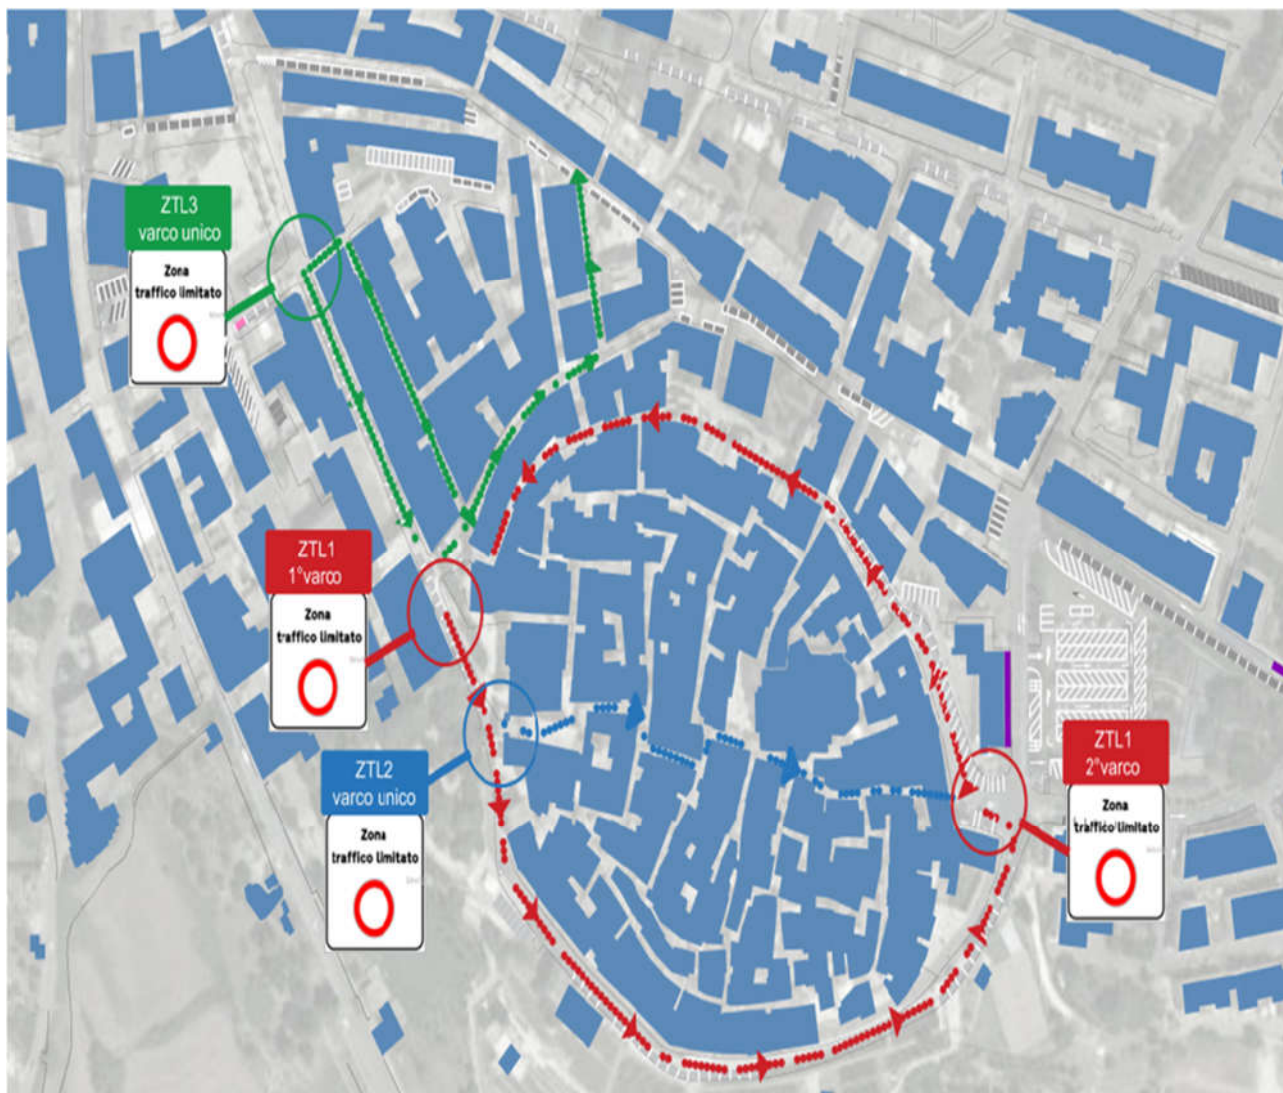 ZTL3
varco unico
Zona
traffico limitato
ZTL1
1°varco
Zona
traffico limitato
ZTL2
varco unico
Zona
traffico limitato
ZTL1
2°varco
Zona
traffico limitato